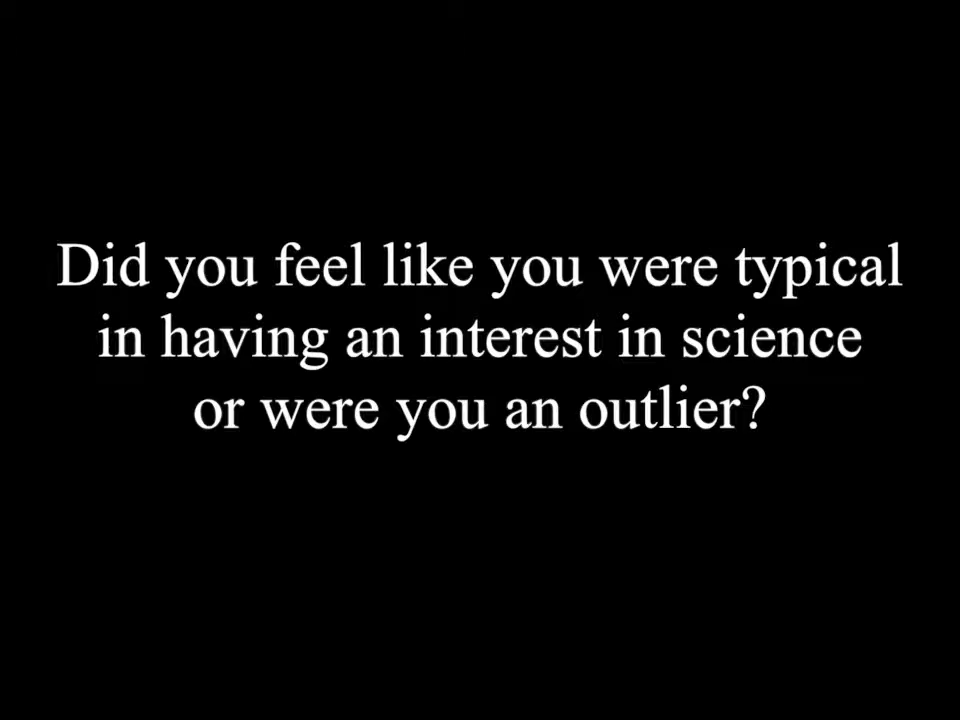 Did you feel like you were typical
in having an interest in science
or were you an outlier?